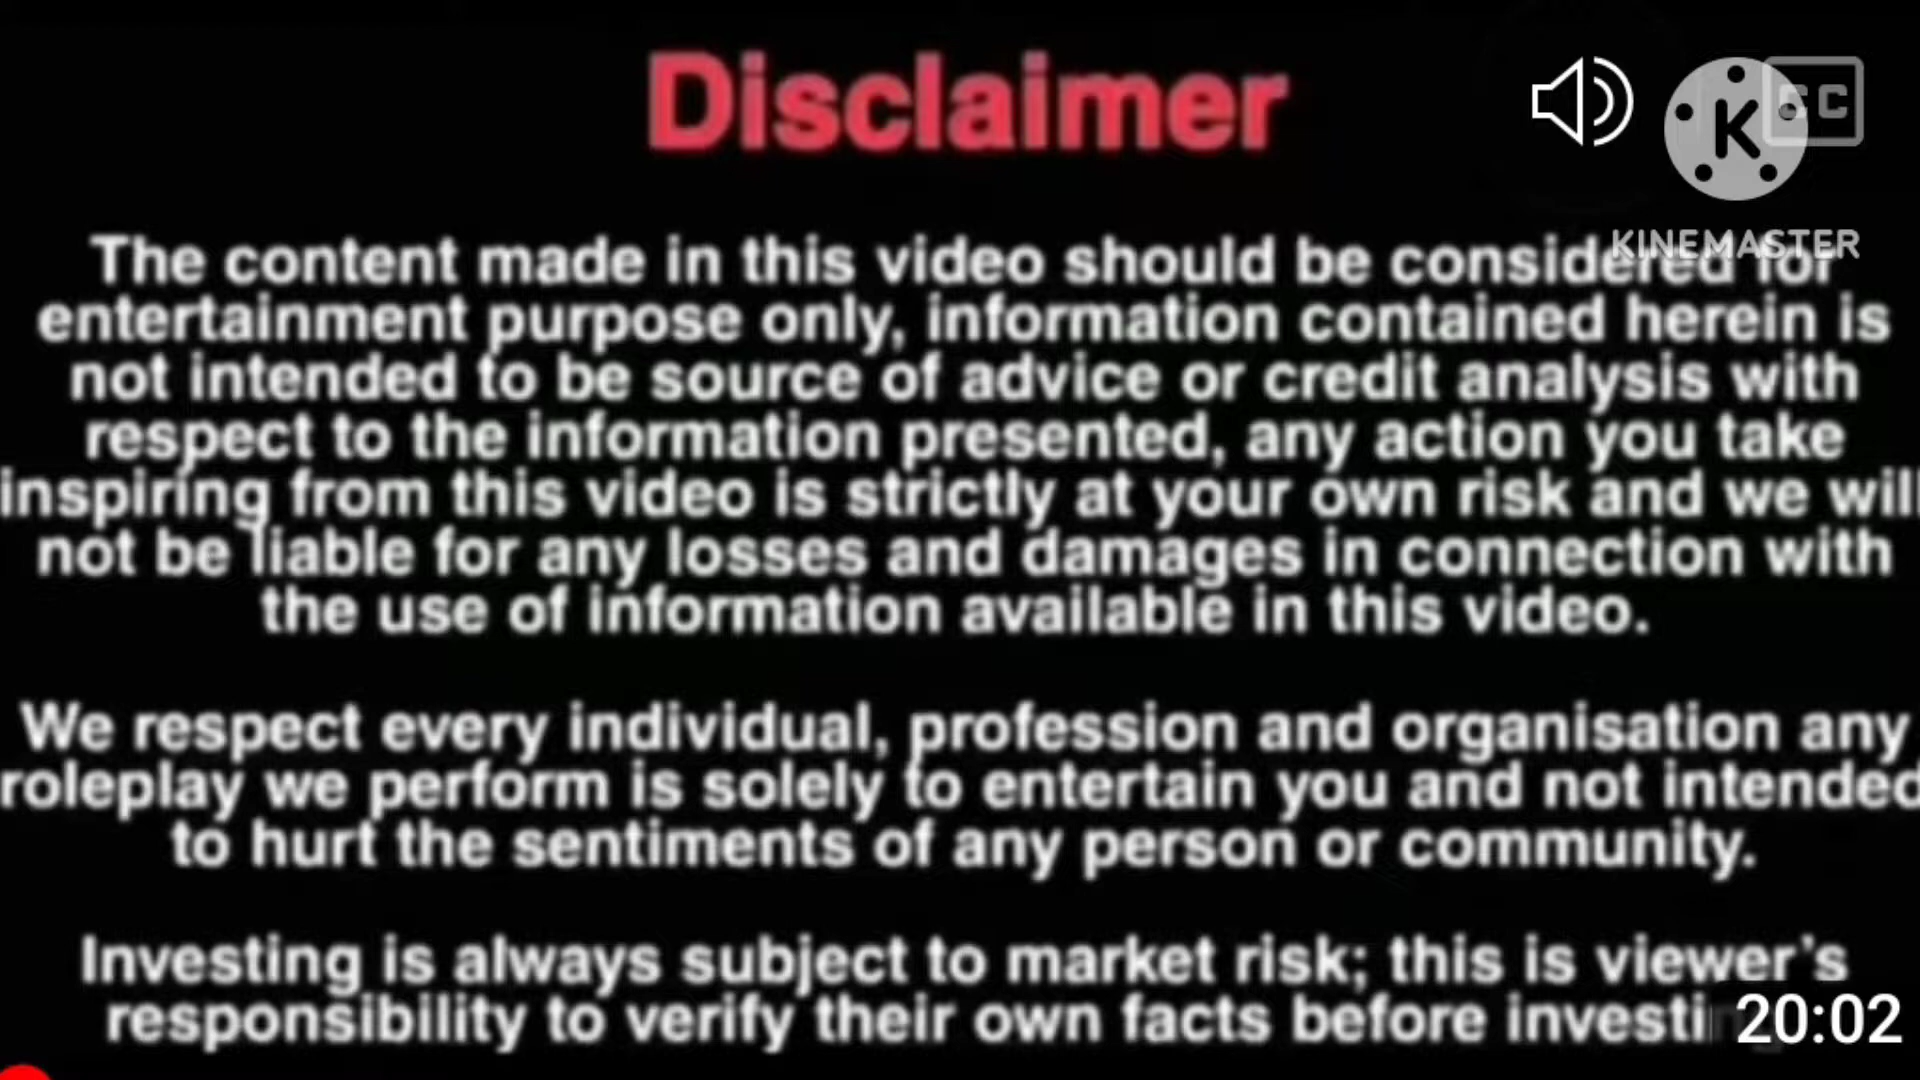 Disclaimer
CC
K
KINEMASTER
The content made in this video should be considered for
entertainment purpose only, information contained herein is
not intended to be source of advice or credit analysis with
respect to the information presented, any action you take
inspiring from this video is strictly at your own risk and we will
not be liable for any losses and damages in connection with
the use of information available in this video.
We respect every individual, profession and organisation any
roleplay we perform is solely to entertain you and not intended
to hurt the sentiments of any person or community.
Investing is always subject to market risk; this is viewer's
responsibility to verify their own facts before investi
20:02